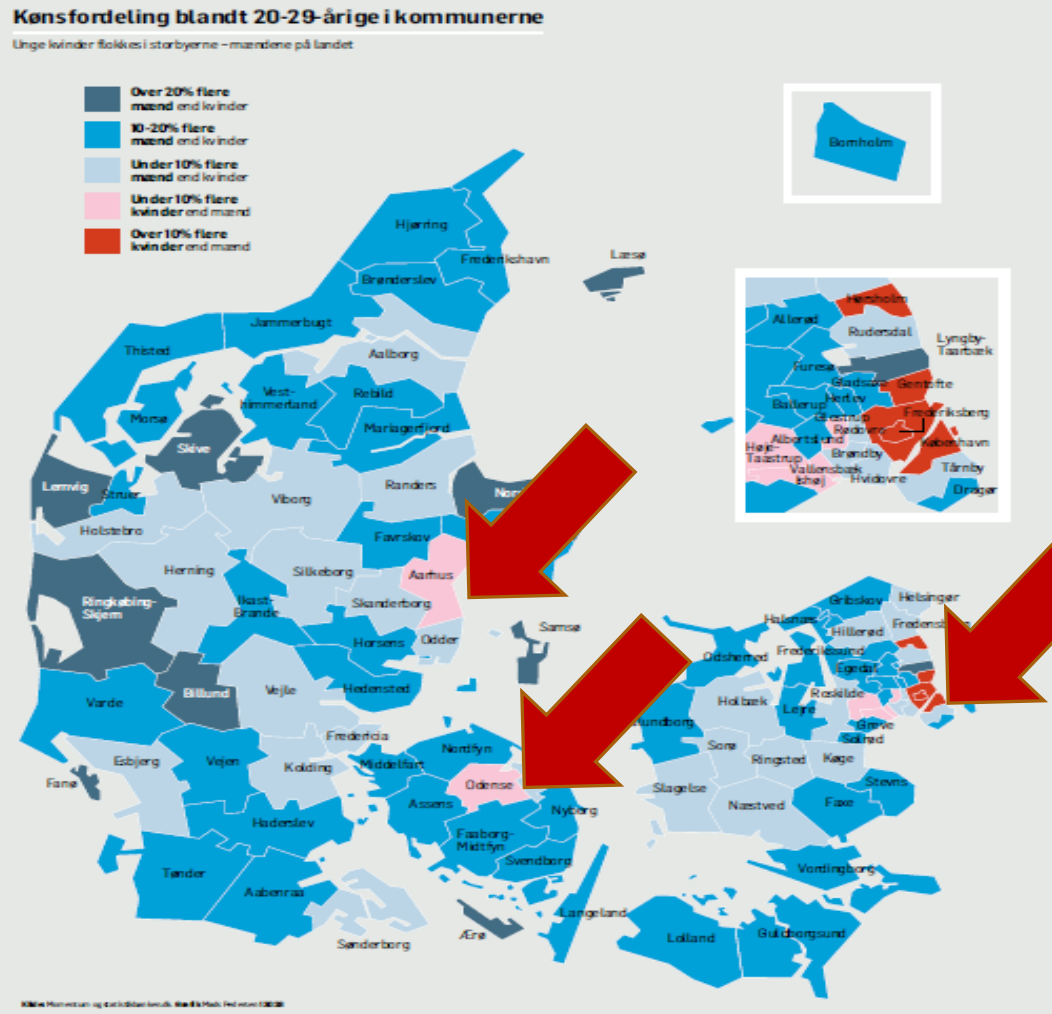 Kønsfordeling blandt 20-29-årige i kommunerne
Unge kvinder flokkes i storbyerne – mændene på landet
Over 20% flere
mænd end kvinder
10-20% flere
mænd end kvinder
Under 10% flere
mænd end kvinder
Under 10% flere
kvinder end mænd
Over 10% flere
kvinder end mænd
Bornholm
Hjørring
Frederikshavn
Læsø
Brønderslev
Jammerbugt
Thisted
Aalborg
Vest-
himmerland
Rebild
Morsø
Mariagerfjord
Skive
Lemvig
Struer
Viborg
Randers
Holstebro
Favrskov
Herning
Silkeborg
Aarhus
Ringkøbing-
Skjern
Ikast-
Brande
Skanderborg
Horsens
Odder
Samsø
Billund
Vejle
Hedensted
Varde
Fredericia
Esbjerg
Vejen
Kolding
Middelfart
Nordfyn
Fanø
Odense
Assens
Nyborg
Haderslev
Faaborg-
Midtfyn
Svendborg
Tønder
Aabenraa
Langeland
Sønderborg
Ærø
Hørsholm
Allerød
Rudersdal
Lyngby-
Taarbæk
Furesø
Gladsaxe
Gentofte
Ballerup
Herlev
Glostrup
Frederiksberg
Rødovre
Albertslund
København
Høje-
Taastrup
Brøndby
Vallensbæk
Ishøj
Hvidovre
Tårnby
Dragør
Gribskov
Helsingør
Halsnæs
Hillerød
Odsherred
Frederikssund
Egedal
Holbæk
Roskilde
Lejre
Greve
Solrød
Sorø
Ringsted
Køge
Slagelse
Stevns
Næstved
Faxe
Vordingborg
Lolland
Guldborgsund
Kilde: Momentum og statistikbanken.dk